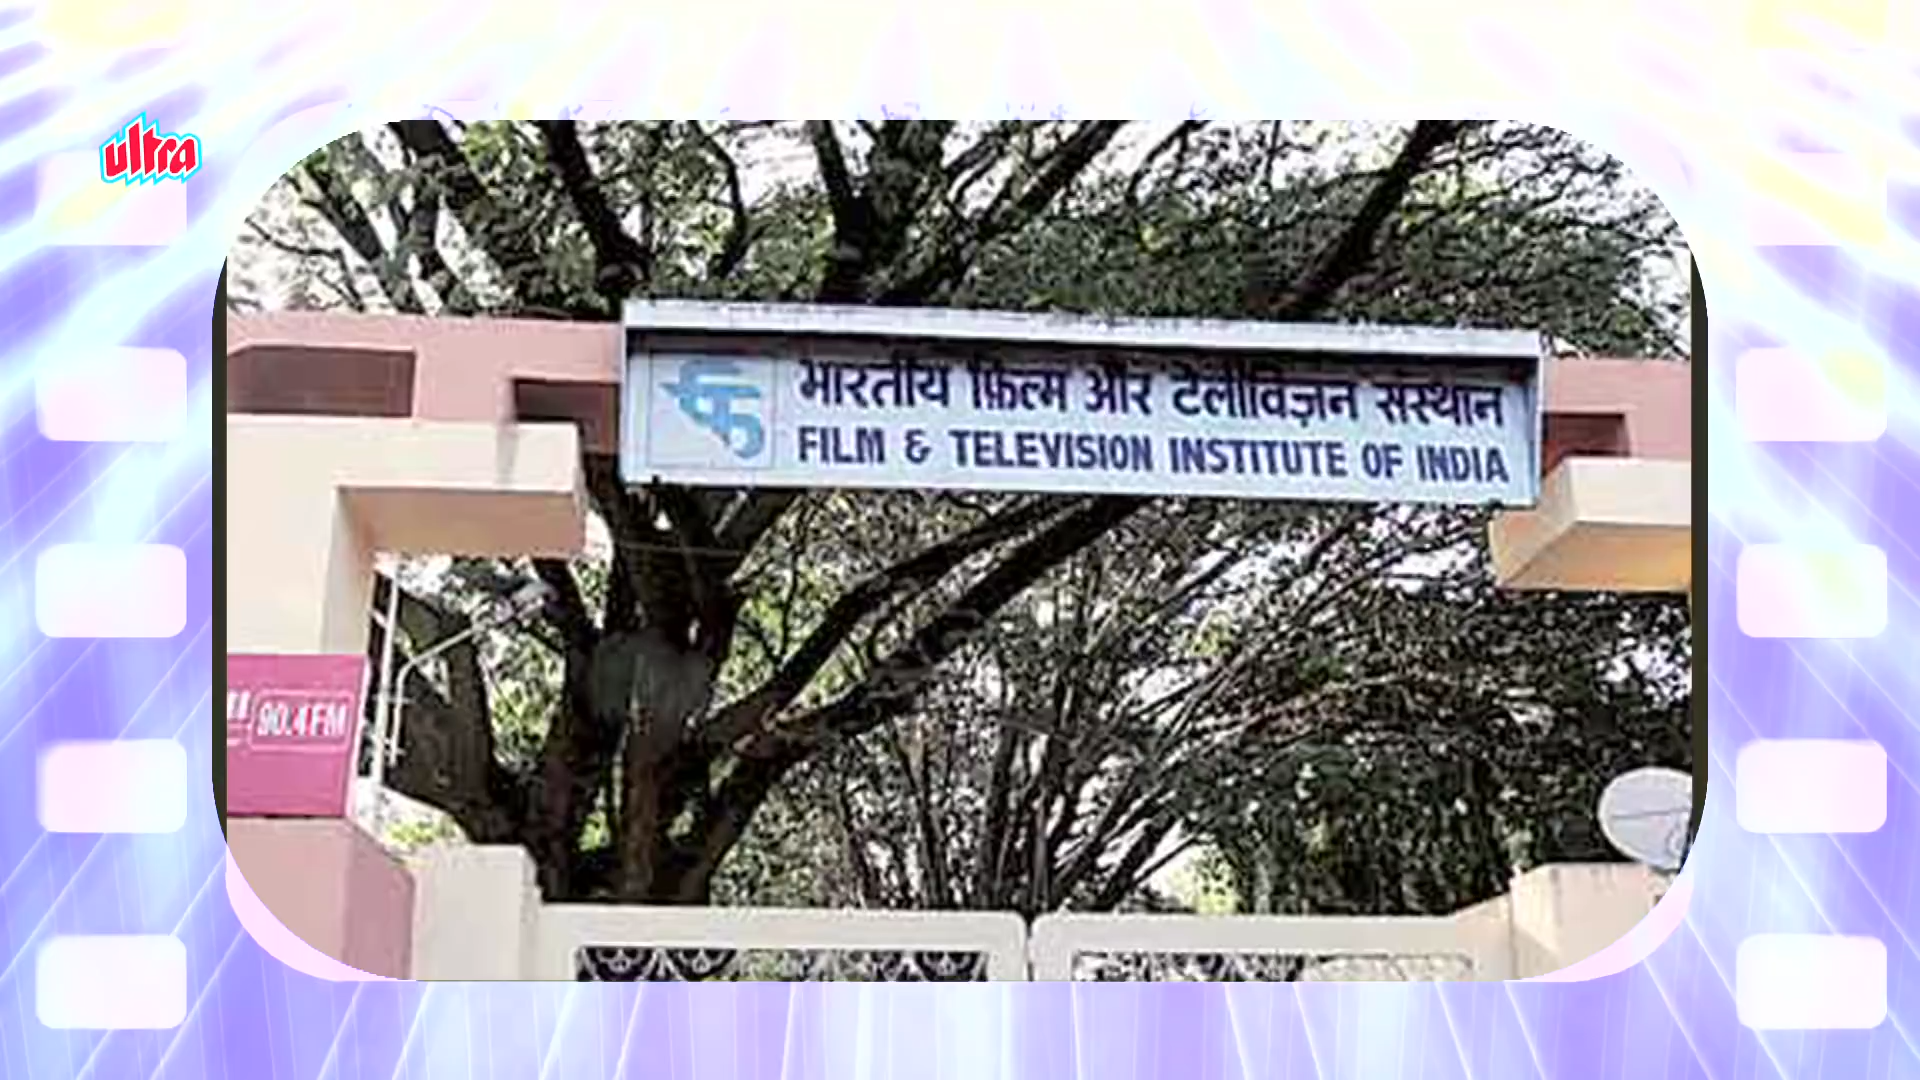 ultra
भारतीय फ़िल्म और टेलीविज़न संस्थान
FILM & TELEVISION INSTITUTE OF INDIA
90.4 FM